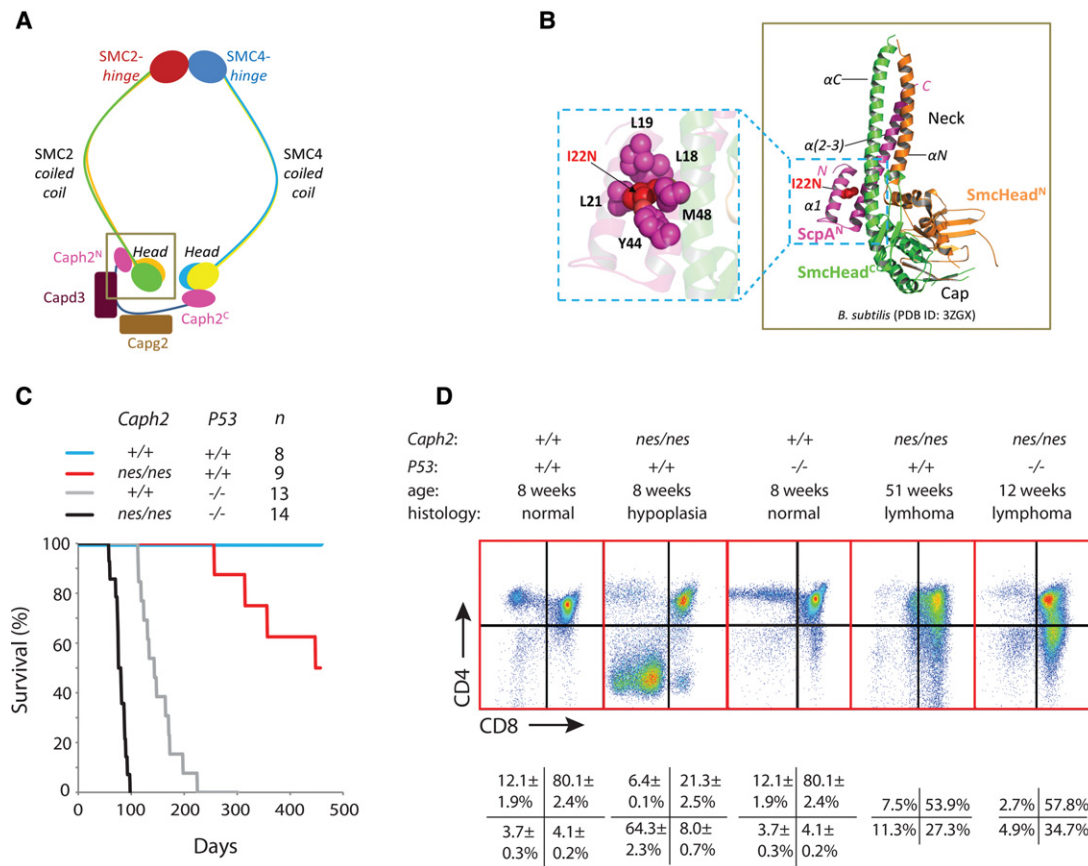 A
SMC2-
hinge
SMC4-
hinge
SMC2
coiled
coil
SMC4
coiled
coil
Head
Head
Caph2N
Capd3
Caph2C
Capg2
B
L19
L18
I22N
L21
M48
Y44
αC
C
Neck
α(2-3)
αN
N
I22N
α1
SmcHeadN
ScpAN
SmcHeadC
Cap
B. subtilis (PDB ID: 3ZGX)
C
Caph2 P53 n
+/+ +/+ 8
nes/nes +/+ 9
+/+ -/- 13
nes/nes -/- 14
100
80
60
40
20
0
Survival (%)
0 100 200 300 400 500
Days
D
Caph2: +/+ nes/nes +/+ nes/nes nes/nes
P53: +/+ +/+ -/- +/+ -/-
age: 8 weeks 8 weeks 8 weeks 51 weeks 12 weeks
histology: normal hypoplasia normal lymhoma lymphoma
CD4
CD8
12.1± 80.1± 6.4± 21.3± 12.1± 80.1±
1.9% 2.4% 0.1% 2.5% 1.9% 2.4% 7.5% 53.9% 2.7% 57.8%
3.7± 4.1± 64.3± 8.0± 3.7± 4.1± 11.3% 27.3% 4.9% 34.7%
0.3% 0.2% 2.3% 0.7% 0.3% 0.2%